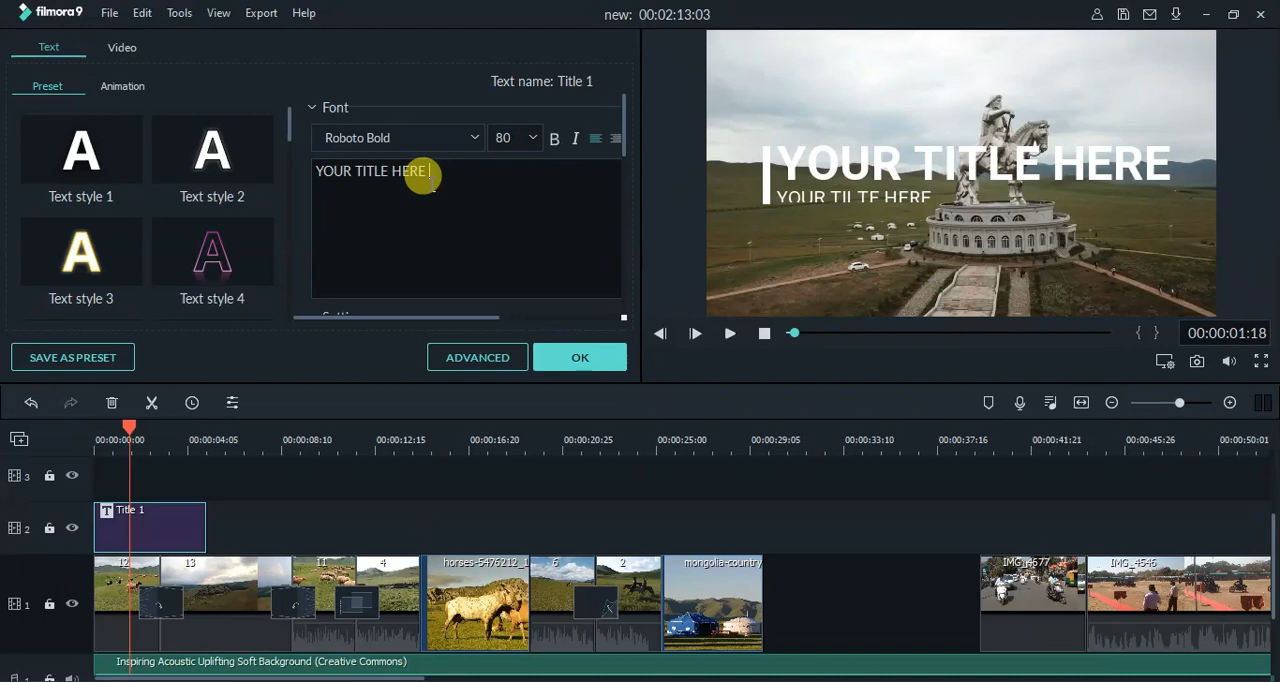 filmora9 File Edit Tools View Export Help new: 00:02:13:03
Text Video
Preset Animation Text name: Title 1
Font
Roboto Bold 80 B I
YOUR TITLE HERE
A A
Text style 1 Text style 2
A A
Text style 3 Text style 4
SAVE AS PRESET ADVANCED OK
YOUR TITLE HERE
YOUR TILTE HERE
{ } 00:00:01:18
00:00:00:00 00:00:04:05 00:00:08:10 00:00:12:15 00:00:16:20 00:00:20:25 00:00:25:00 00:00:29:05 00:00:33:10 00:00:37:16 00:00:41:21 00:00:45:26 00:00:50:01
3
T Title 1
2
12 13 11 4 horses-5476212_1 6 2 mongolia-country IMG_4677 IMG_4546
1
Inspiring Acoustic Uplifting Soft Background (Creative Commons)
1